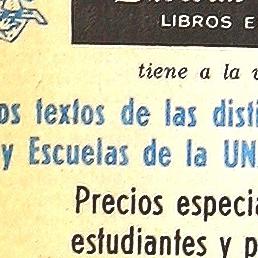 LIBROS E
tiene a la v
os textos de las disti
y Escuelas de la UN
Precios especia
estudiantes y p